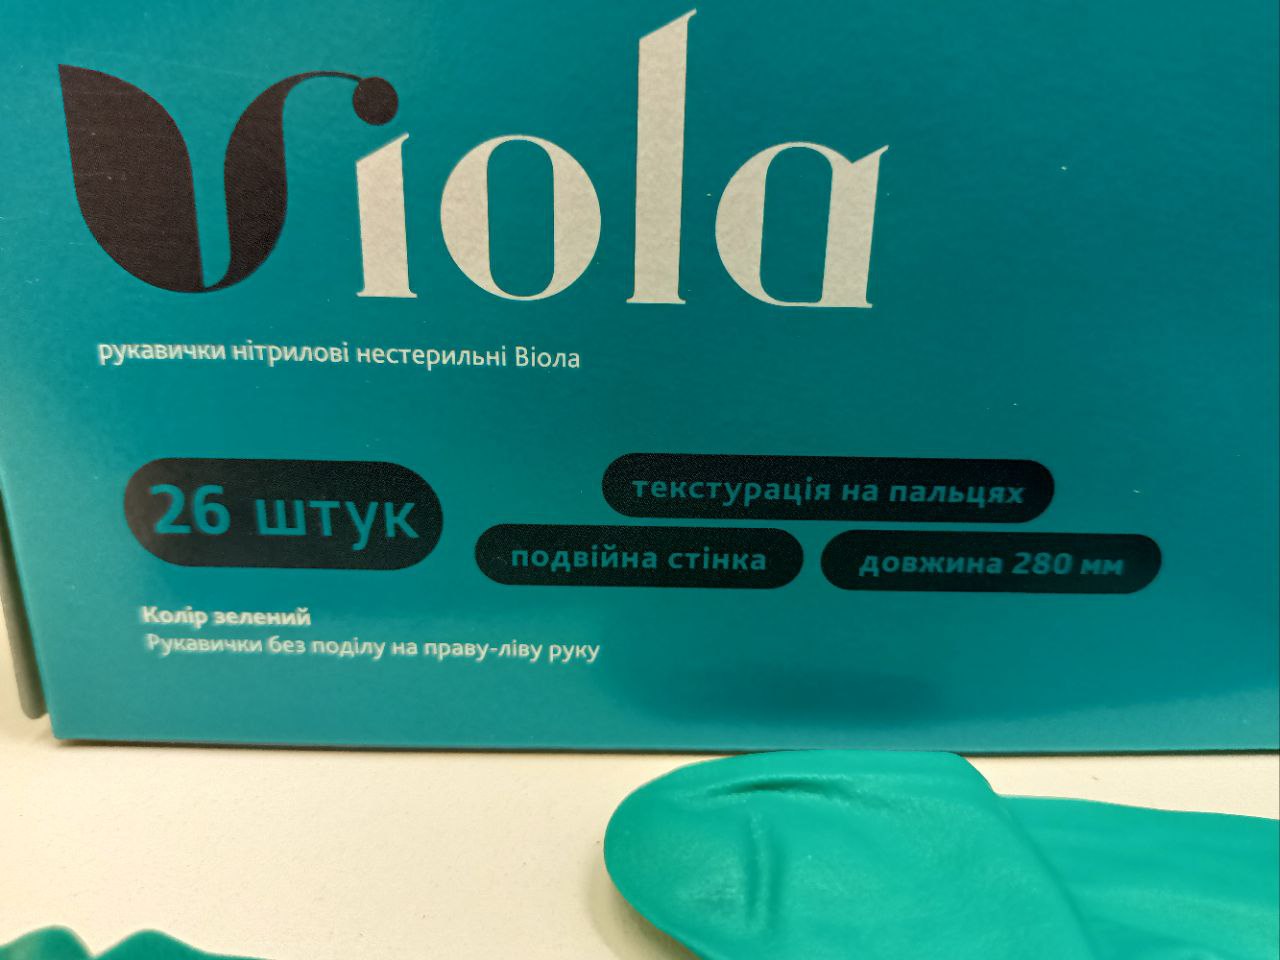 Viola
рукавички нітрилові нестерильні Віола
26 штук
текстурація на пальцях
подвійна стінка
довжина 280 мм
Колір зелений
Рукавички без поділу на праву-ліву руку